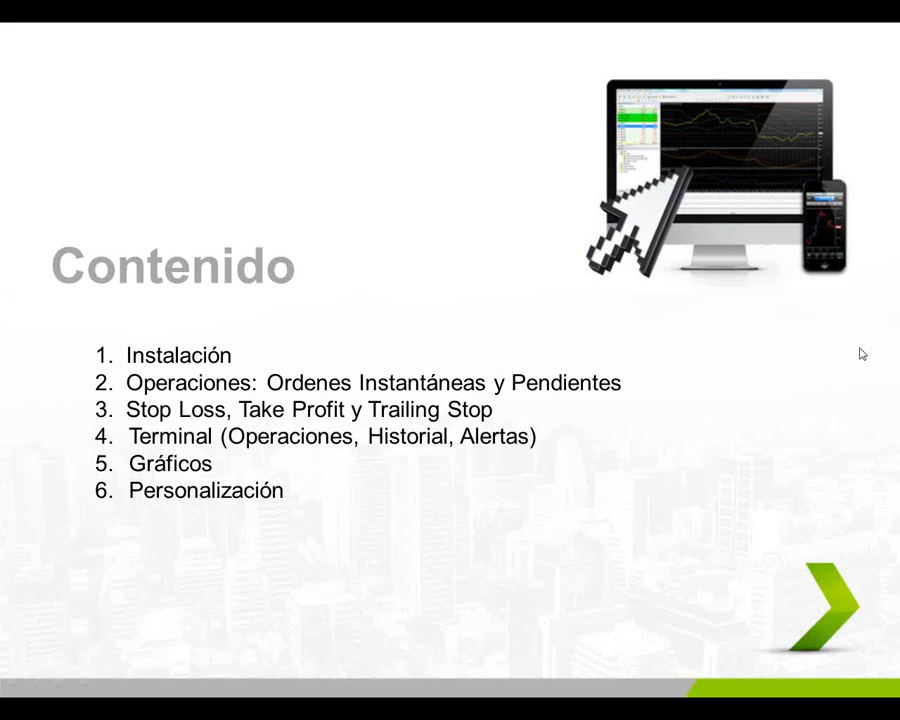 Contenido
1. Instalación
2. Operaciones: Ordenes Instantáneas y Pendientes
3. Stop Loss, Take Profit y Trailing Stop
4. Terminal (Operaciones, Historial, Alertas)
5. Gráficos
6. Personalización